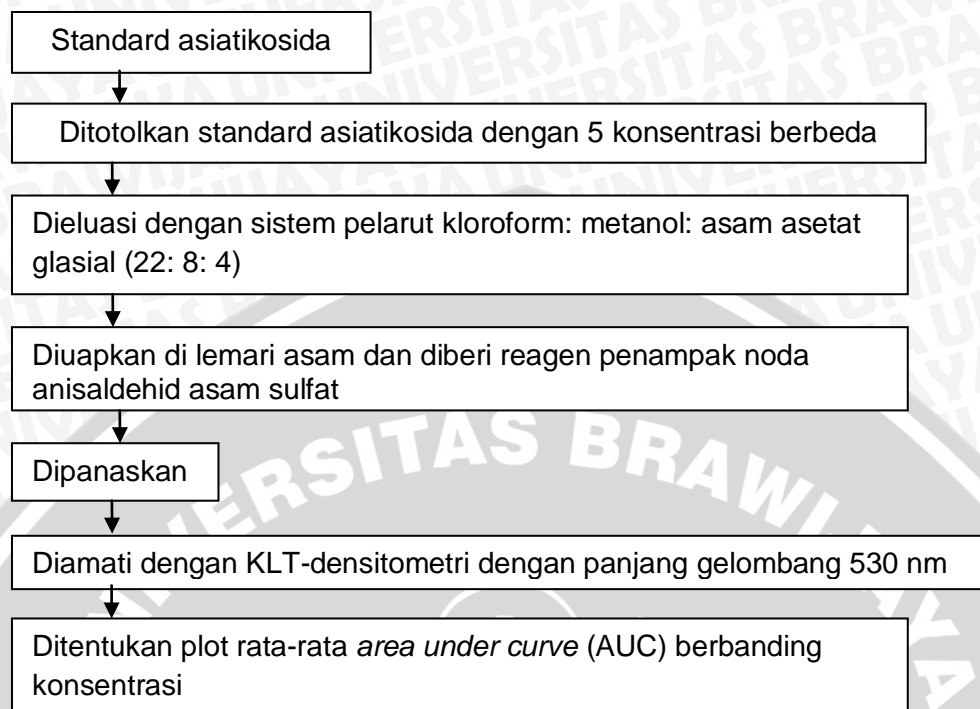 Standard asiatikosida
Ditotolkan standard asiatikosida dengan 5 konsentrasi berbeda
Dieluasi dengan sistem pelarut kloroform: metanol: asam asetat
glasial (22: 8: 4)
Diuapkan di lemari asam dan diberi reagen penampak noda
anisaldehid asam sulfat
Dipanaskan
Diamati dengan KLT-densitometri dengan panjang gelombang 530 nm
Ditentukan plot rata-rata area under curve (AUC) berbanding
konsentrasi